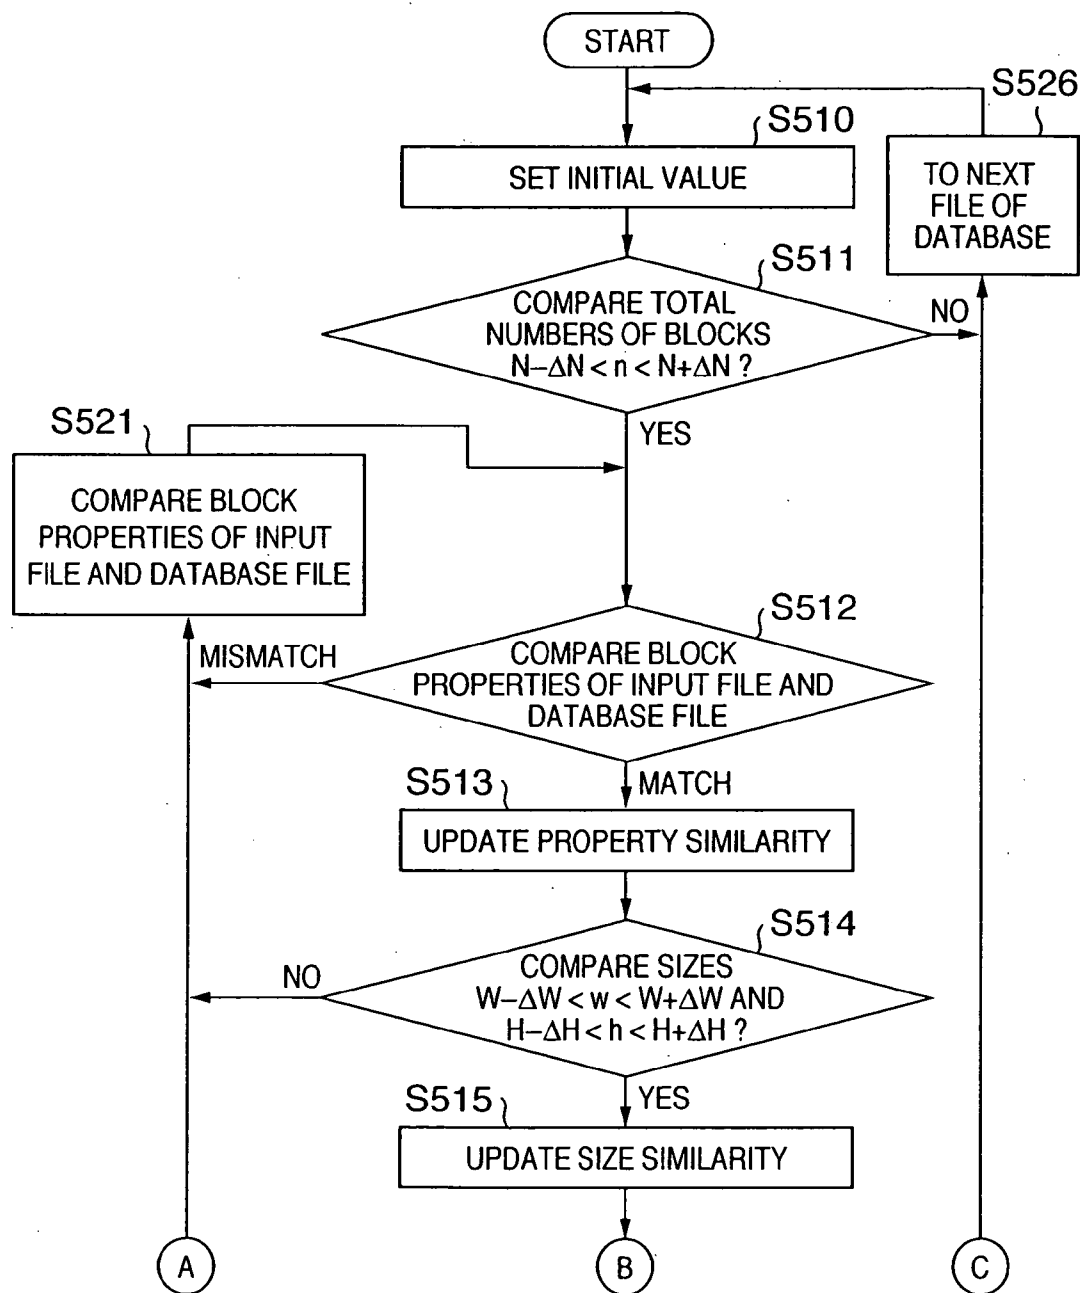 START
S526
S510
SET INITIAL VALUE
TO NEXT
FILE OF
DATABASE
S511
COMPARE TOTAL
NUMBERS OF BLOCKS
N−ΔN < n < N+ΔN ?
NO
YES
S521
COMPARE BLOCK
PROPERTIES OF INPUT
FILE AND DATABASE FILE
S512
MISMATCH
COMPARE BLOCK
PROPERTIES OF INPUT FILE AND
DATABASE FILE
MATCH
S513
UPDATE PROPERTY SIMILARITY
S514
NO
COMPARE SIZES
W−ΔW < w < W+ΔW AND
H−ΔH < h < H+ΔH ?
YES
S515
UPDATE SIZE SIMILARITY
A
B
C